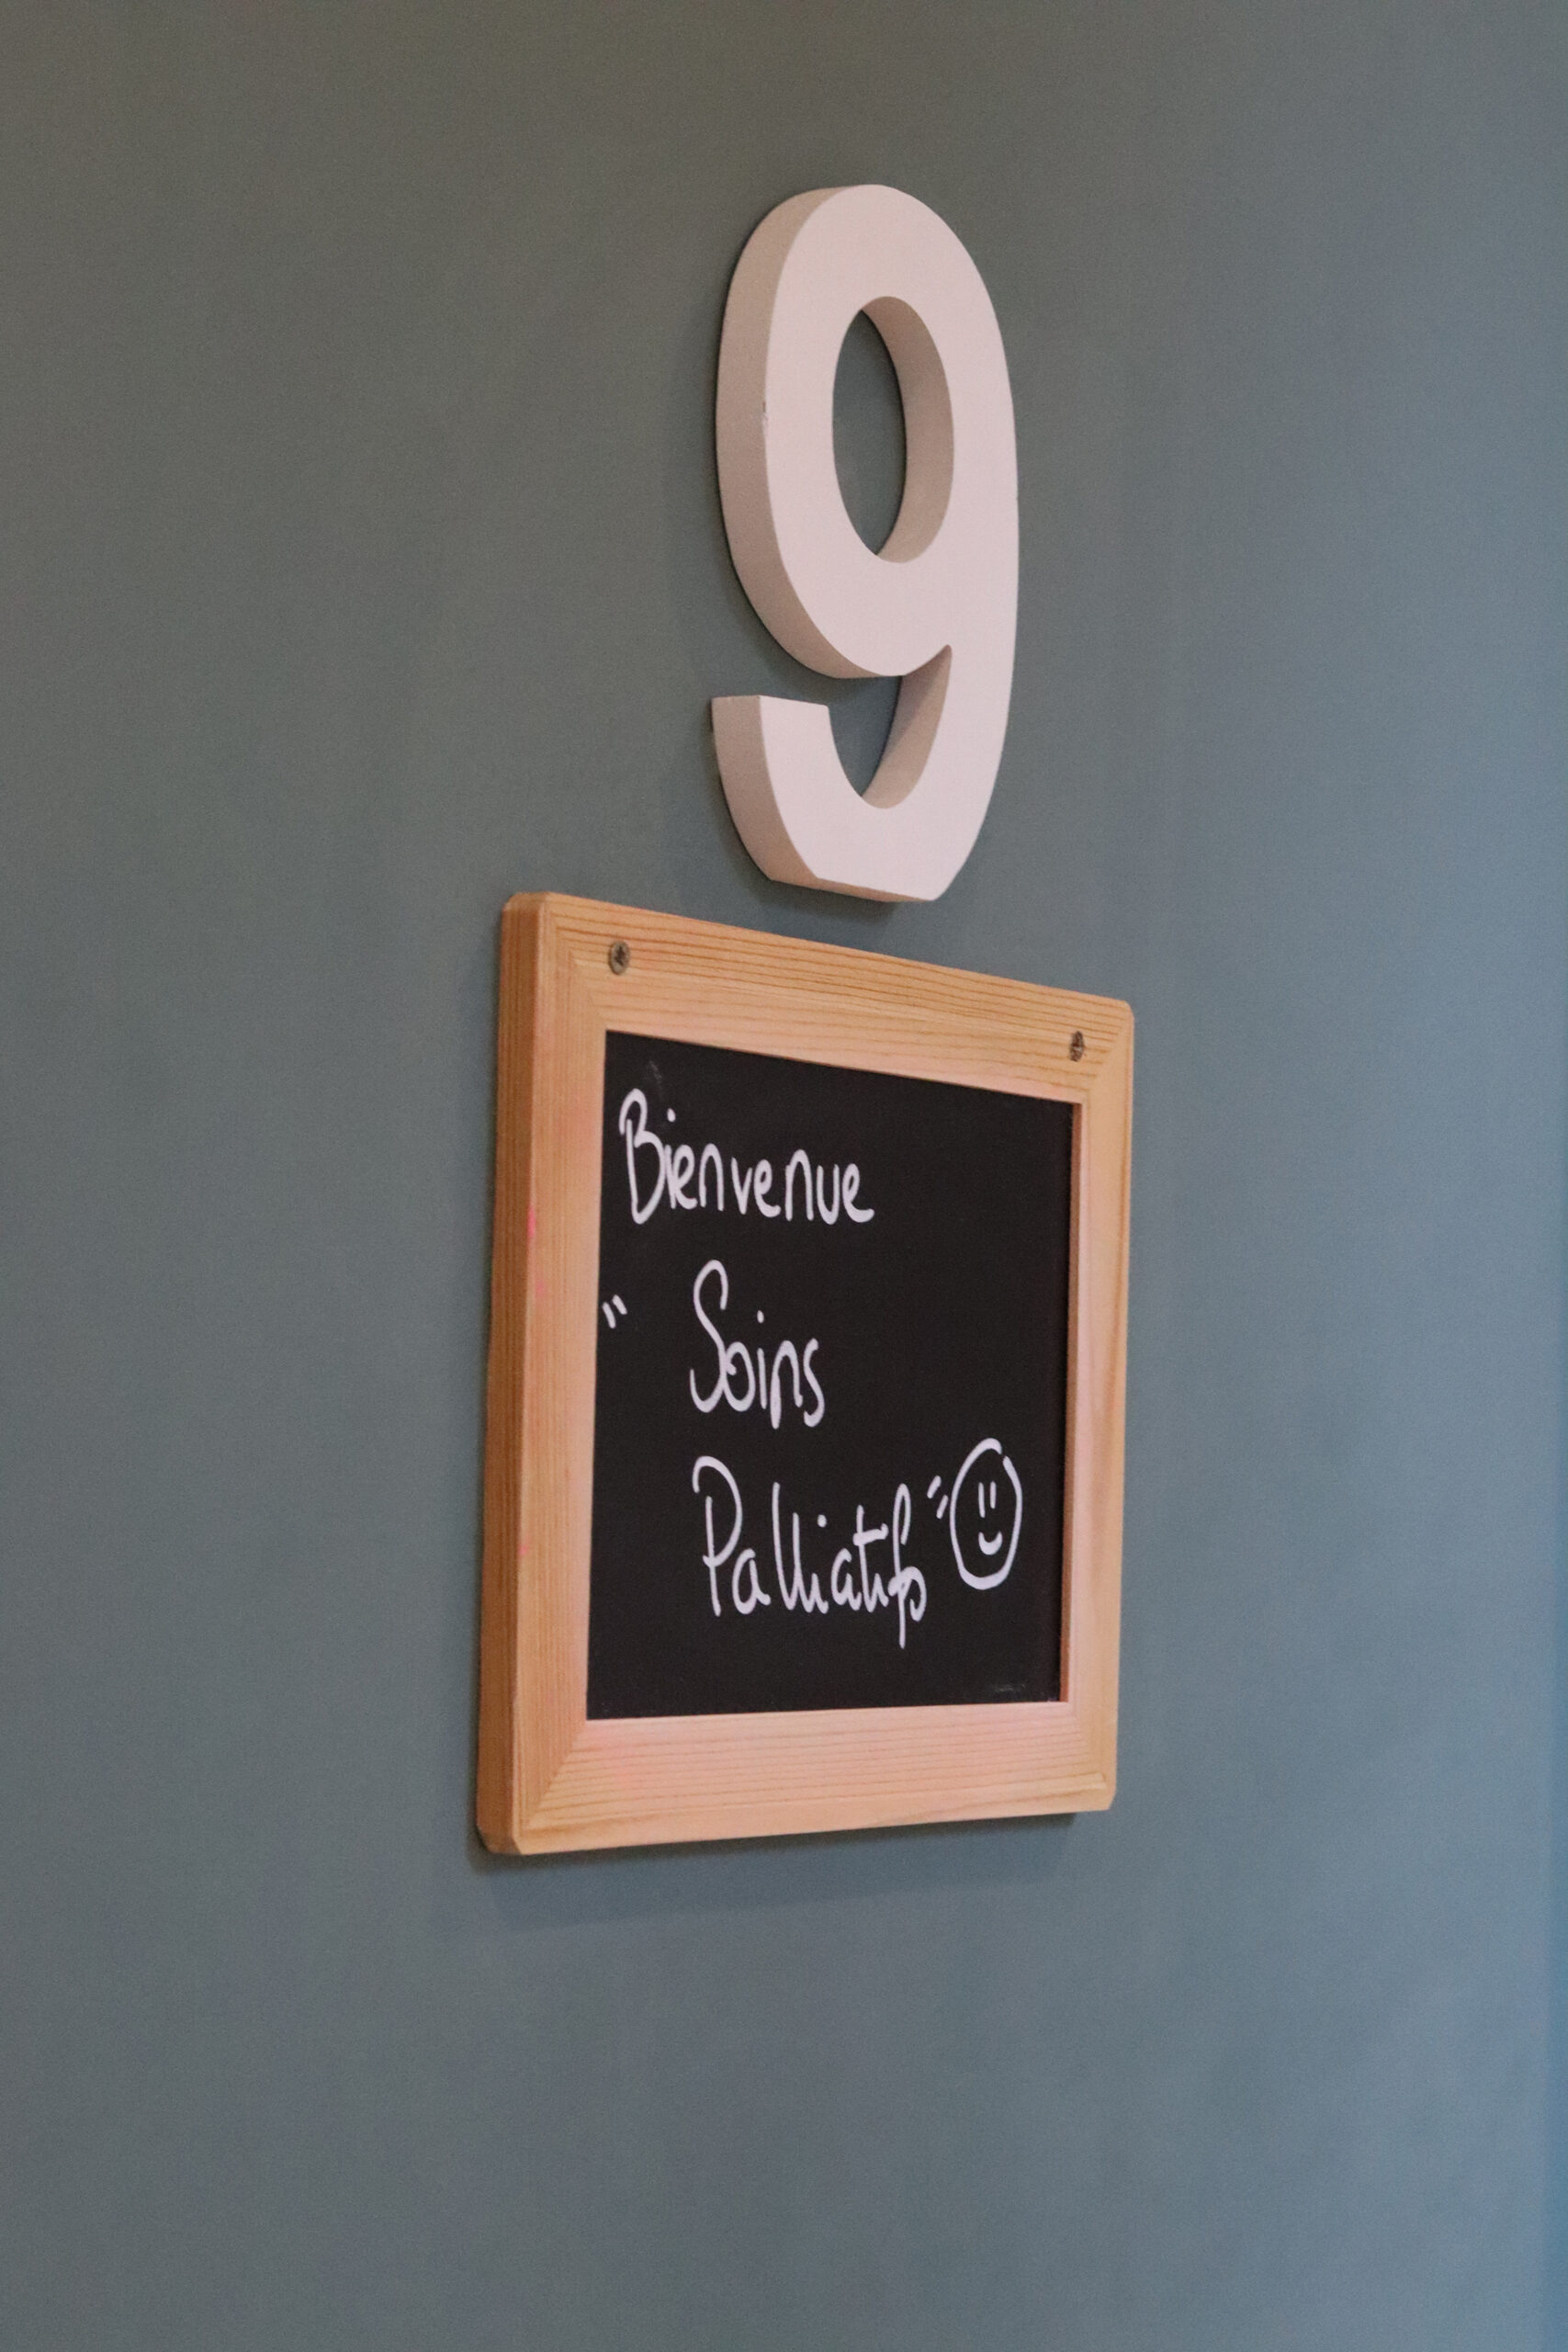 9
Bienvenue
" Soins
Palliatifs"